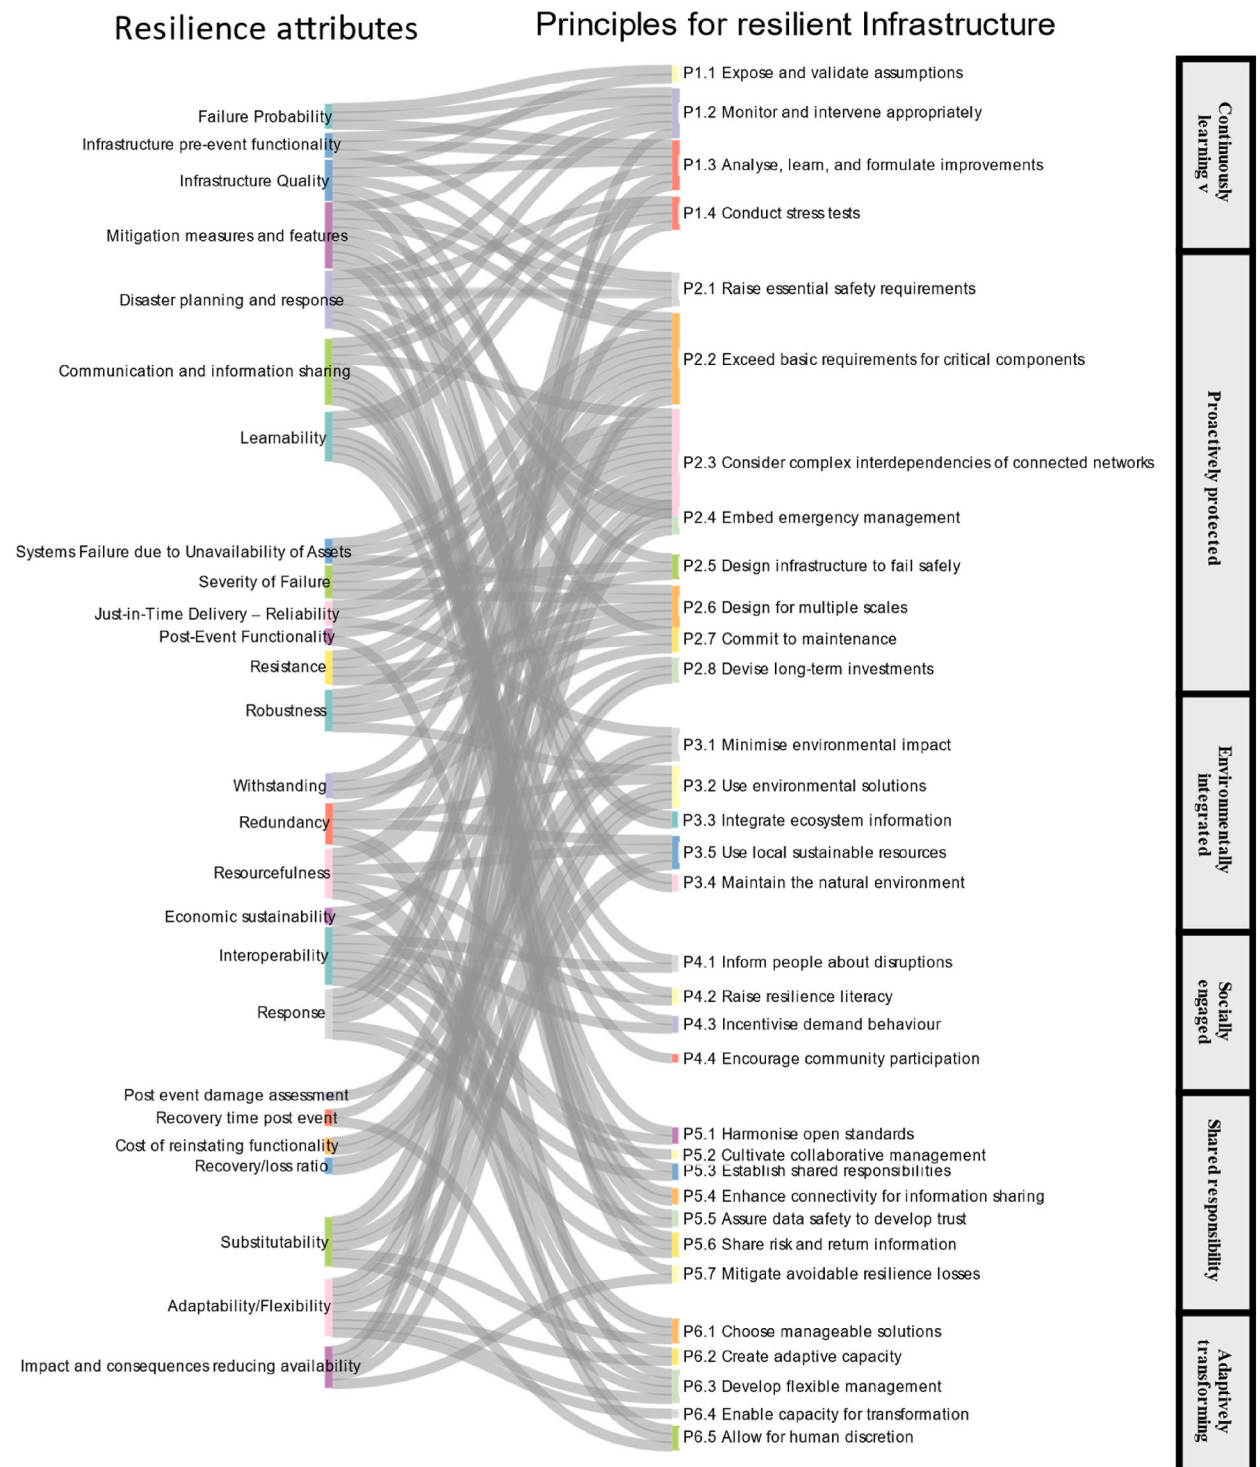 Resilience attributes
Principles for resilient Infrastructure
Failure Probability
Infrastructure pre-event functionality
Infrastructure Quality
Mitigation measures and features
Disaster planning and response
Communication and information sharing
Learnability
Systems Failure due to Unavailability of Assets
Severity of Failure
Just-in-Time Delivery – Reliability
Post-Event Functionality
Resistance
Robustness
Withstanding
Redundancy
Resourcefulness
Economic sustainability
Interoperability
Response
Post event damage assessment
Recovery time post event
Cost of reinstating functionality
Recovery/loss ratio
Substitutability
Adaptability/Flexibility
Impact and consequences reducing availability
P1.1 Expose and validate assumptions
P1.2 Monitor and intervene appropriately
P1.3 Analyse, learn, and formulate improvements
P1.4 Conduct stress tests
P2.1 Raise essential safety requirements
P2.2 Exceed basic requirements for critical components
P2.3 Consider complex interdependencies of connected networks
P2.4 Embed emergency management
P2.5 Design infrastructure to fail safely
P2.6 Design for multiple scales
P2.7 Commit to maintenance
P2.8 Devise long-term investments
P3.1 Minimise environmental impact
P3.2 Use environmental solutions
P3.3 Integrate ecosystem information
P3.5 Use local sustainable resources
P3.4 Maintain the natural environment
P4.1 Inform people about disruptions
P4.2 Raise resilience literacy
P4.3 Incentivise demand behaviour
P4.4 Encourage community participation
P5.1 Harmonise open standards
P5.2 Cultivate collaborative management
P5.3 Establish shared responsibilities
P5.4 Enhance connectivity for information sharing
P5.5 Assure data safety to develop trust
P5.6 Share risk and return information
P5.7 Mitigate avoidable resilience losses
P6.1 Choose manageable solutions
P6.2 Create adaptive capacity
P6.3 Develop flexible management
P6.4 Enable capacity for transformation
P6.5 Allow for human discretion
Continuously
learning v
Proactively protected
Environmentally
integrated
Socially
engaged
Shared responsibility
Adaptively
transforming